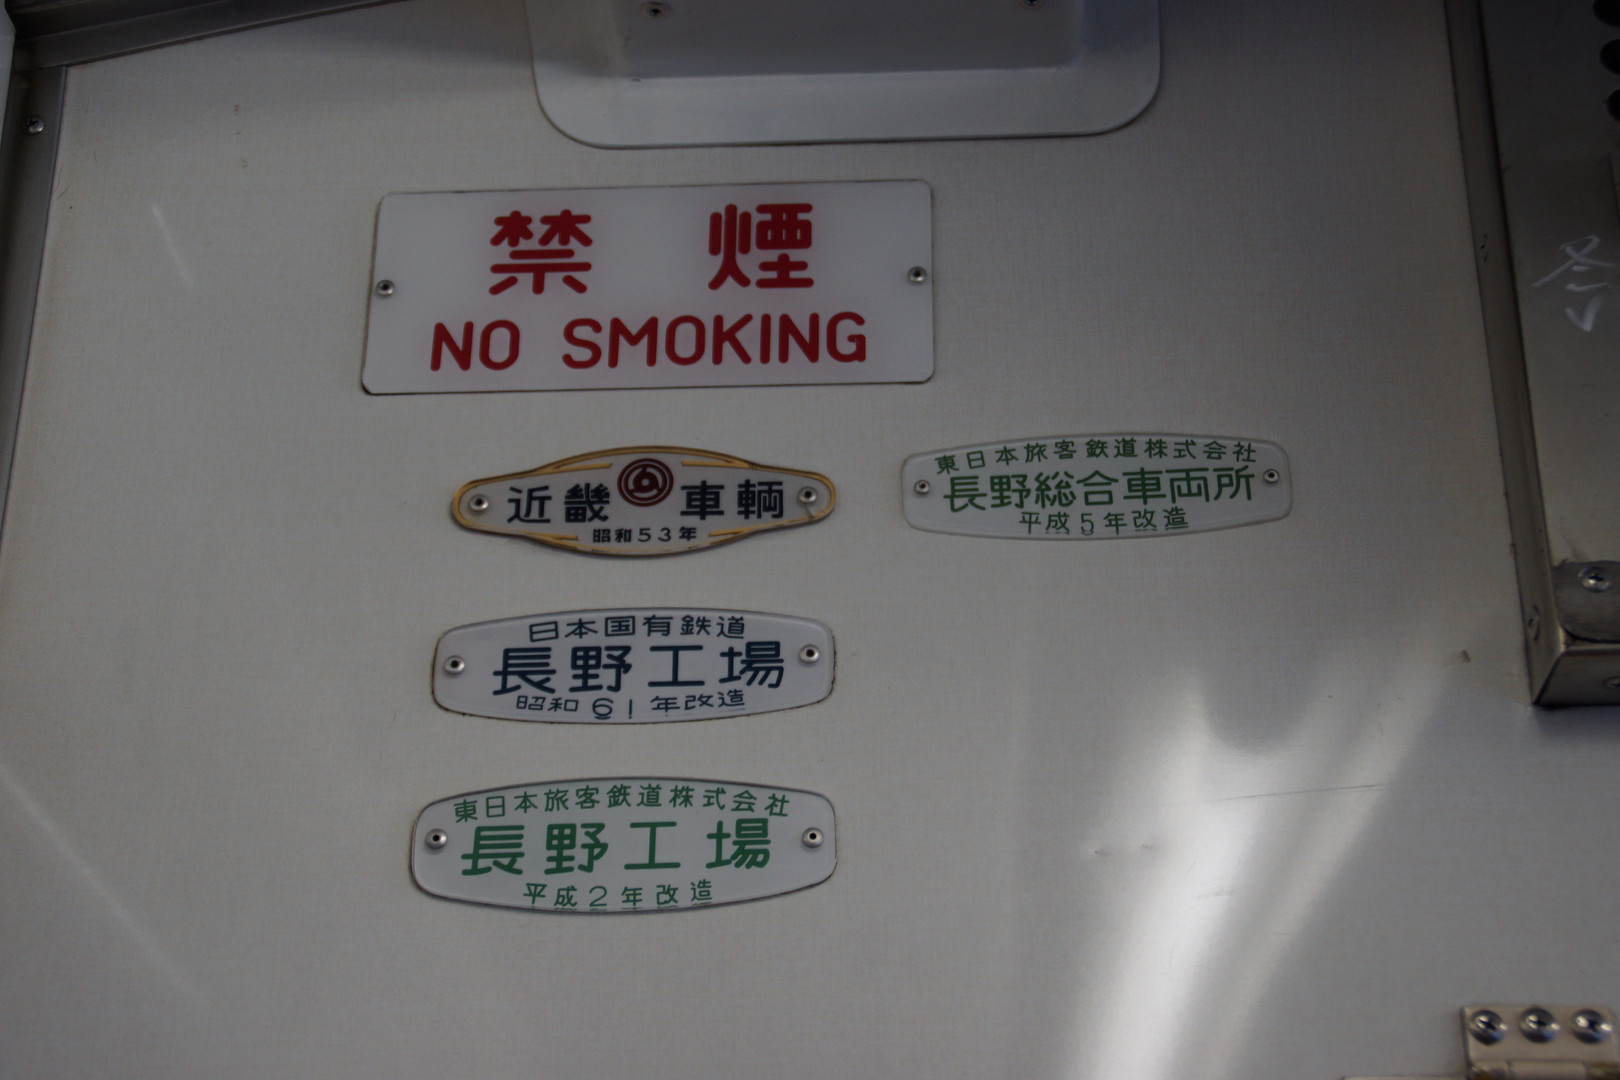 禁 煙
NO SMOKING
近畿 車輌
昭和53年
東日本旅客鉄道株式会社
長野総合車両所
平成5年改造
日本国有鉄道
長野工場
昭和61年改造
東日本旅客鉄道株式会社
長野工場
平成2年改造